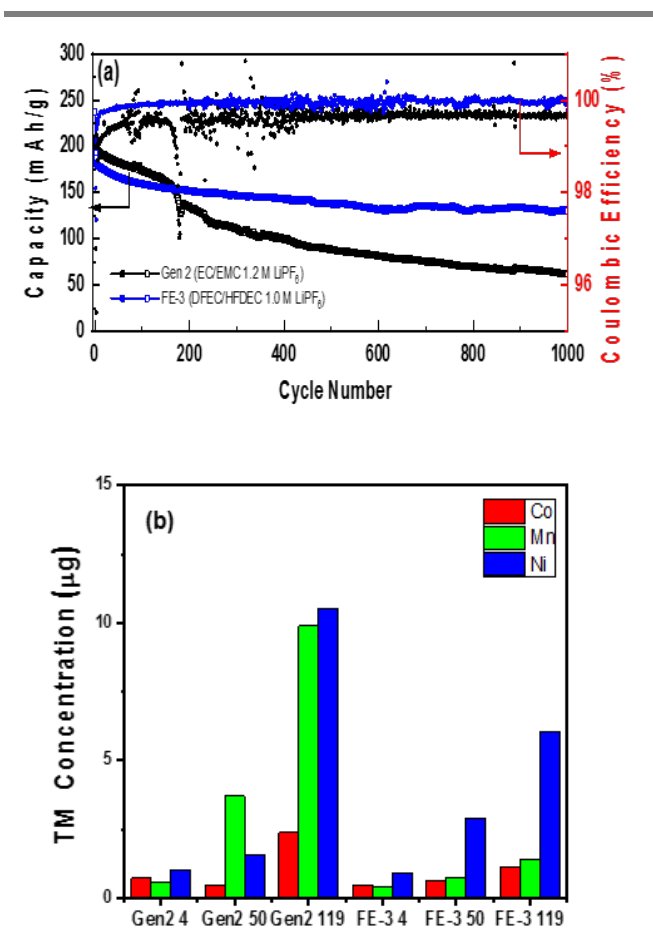 (a)
300
250
200
150
100
50
0
Capacity (mAh/g)
100
98
96
Coulombic Efficiency (%)
Gen 2 (EC/EMC 1.2 M LiPF₆)
FE-3 (DFEC/HFDEC 1.0 M LiPF₆)
0 200 400 600 800 1000
Cycle Number
(b)
Co
Mn
Ni
15
10
5
0
TM Concentration (μg)
Gen2 4 Gen2 50 Gen2 119 FE-3 4 FE-3 50 FE-3 119